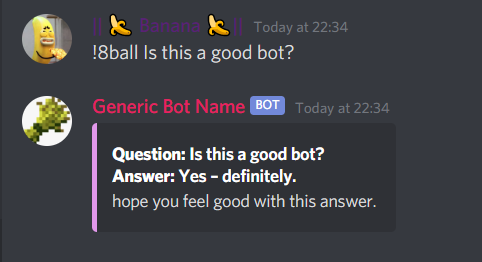 || 🍌 Banana 🍌 || Today at 22:34
!8ball Is this a good bot?
Generic Bot Name BOT Today at 22:34
Question: Is this a good bot?
Answer: Yes – definitely.
hope you feel good with this answer.